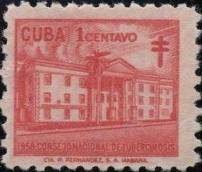 CUBA 1 CENTAVO
1958 CONSEJO NACIONAL DE TUBERCULOSIS
CIA. P. FERNANDEZ, S. A. HABANA.